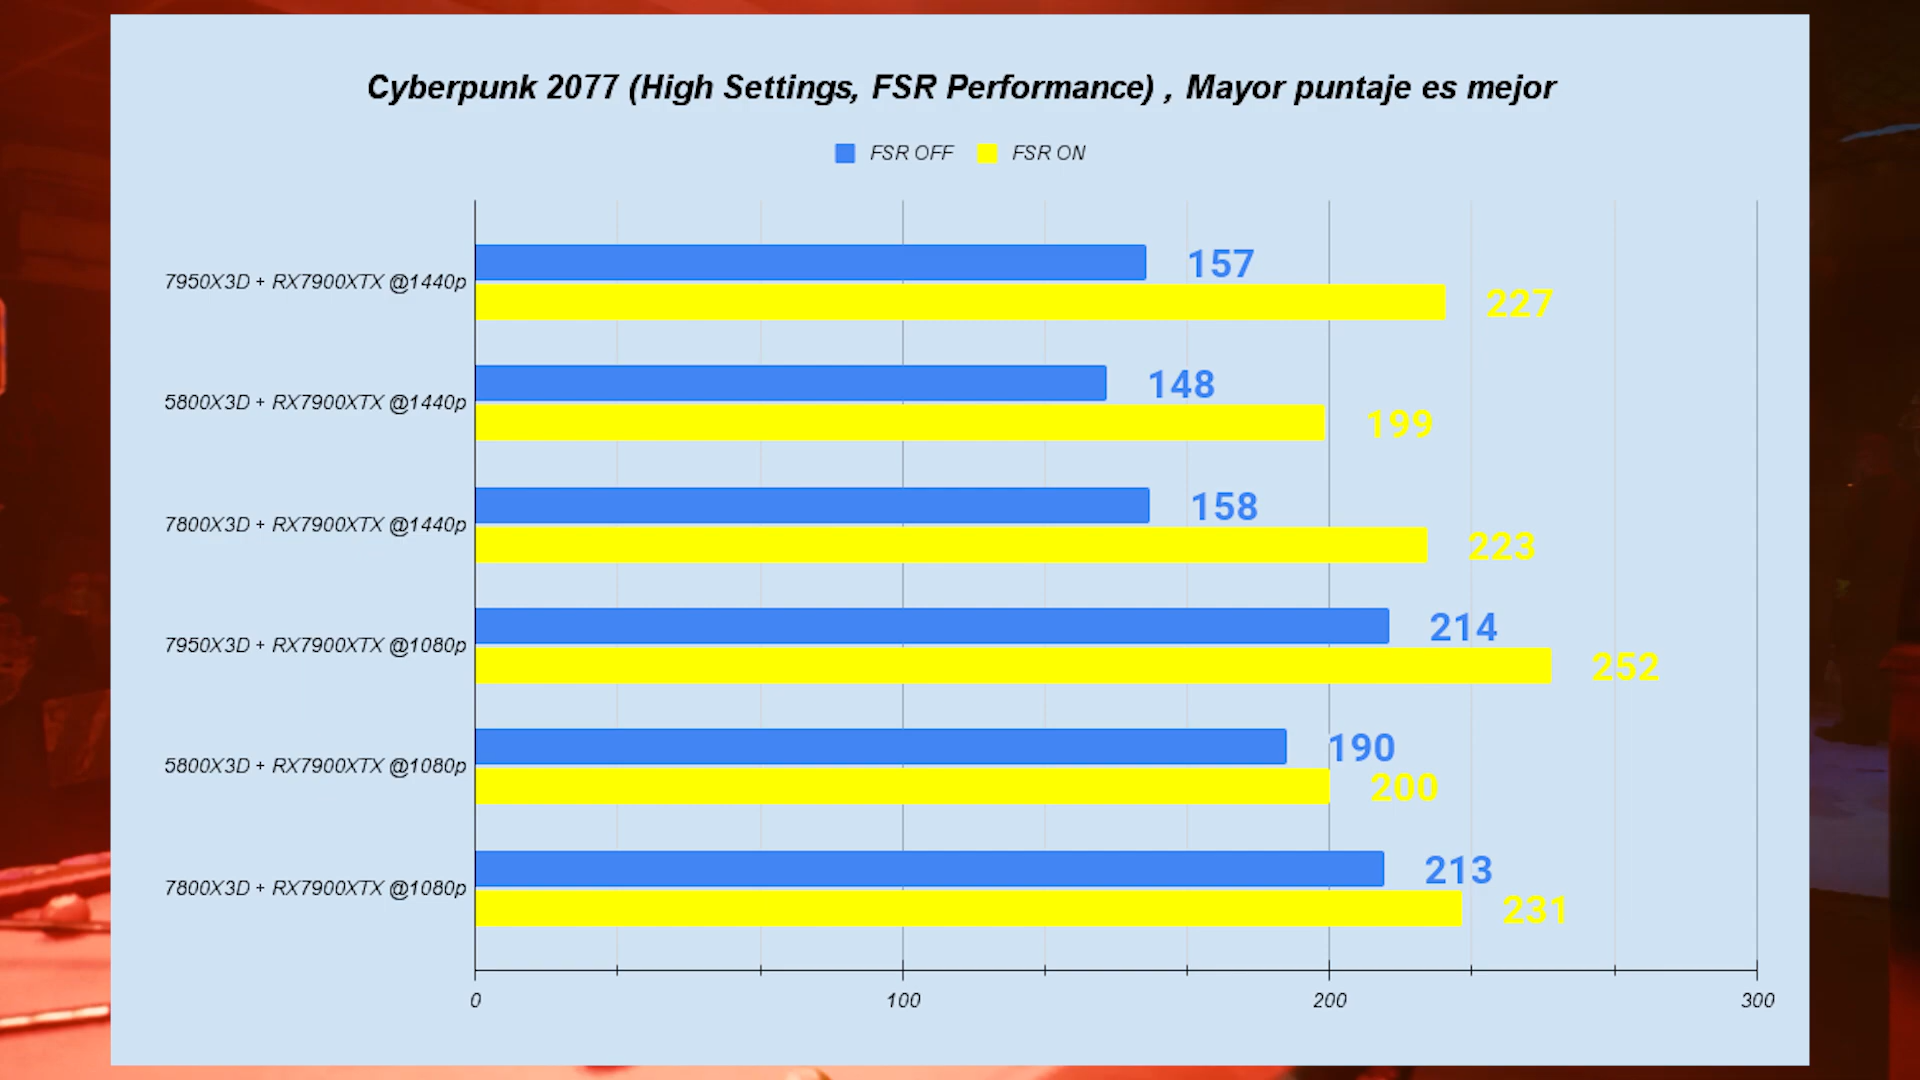 Cyberpunk 2077 (High Settings, FSR Performance) , Mayor puntaje es mejor
FSR OFF FSR ON
7950X3D + RX7900XTX @1440p
157
227
5800X3D + RX7900XTX @1440p
148
199
7800X3D + RX7900XTX @1440p
158
223
7950X3D + RX7900XTX @1080p
214
252
5800X3D + RX7900XTX @1080p
190
200
7800X3D + RX7900XTX @1080p
213
231
0 100 200 300